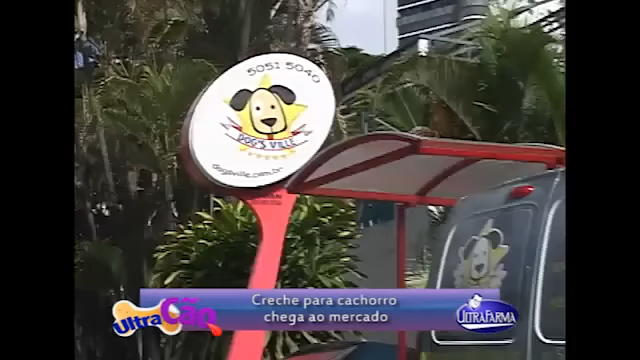 5051 5040
DOG'S VILLE
dogsville.com.br
Creche para cachorro
chega ao mercado
Ultra
Cão
ULTRAFARMA